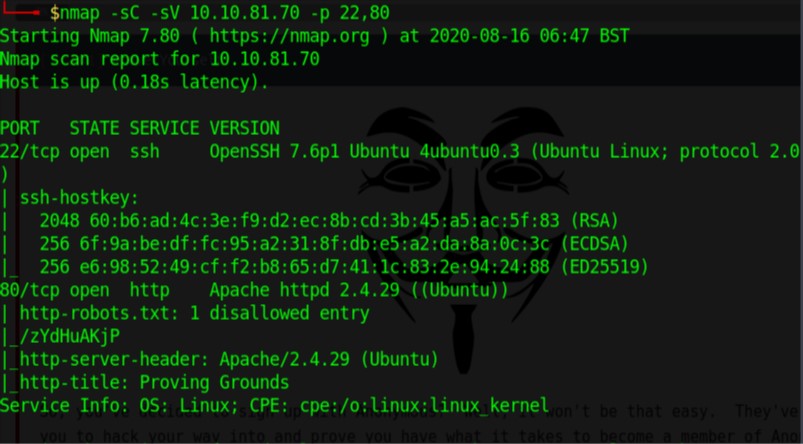 $nmap -sC -sV 10.10.81.70 -p 22,80
Starting Nmap 7.80 ( https://nmap.org ) at 2020-08-16 06:47 BST
Nmap scan report for 10.10.81.70
Host is up (0.18s latency).
PORT   STATE SERVICE VERSION
22/tcp open  ssh     OpenSSH 7.6p1 Ubuntu 4ubuntu0.3 (Ubuntu Linux; protocol 2.0
)
| ssh-hostkey:
|   2048 60:b6:ad:4c:3e:f9:d2:ec:8b:cd:3b:45:a5:ac:5f:83 (RSA)
|   256 6f:9a:be:df:fc:95:a2:31:8f:db:e5:a2:da:8a:0c:3c (ECDSA)
|_  256 e6:98:52:49:cf:f2:b8:65:d7:41:1c:83:2e:94:24:88 (ED25519)
80/tcp open  http    Apache httpd 2.4.29 ((Ubuntu))
| http-robots.txt: 1 disallowed entry
|_/zYdHuAKjP
|_http-server-header: Apache/2.4.29 (Ubuntu)
|_http-title: Proving Grounds
Service Info: OS: Linux; CPE: cpe:/o:linux:linux_kernel
won't be that easy.  They've
you to hack your way into and prove you have what it takes to become a member of